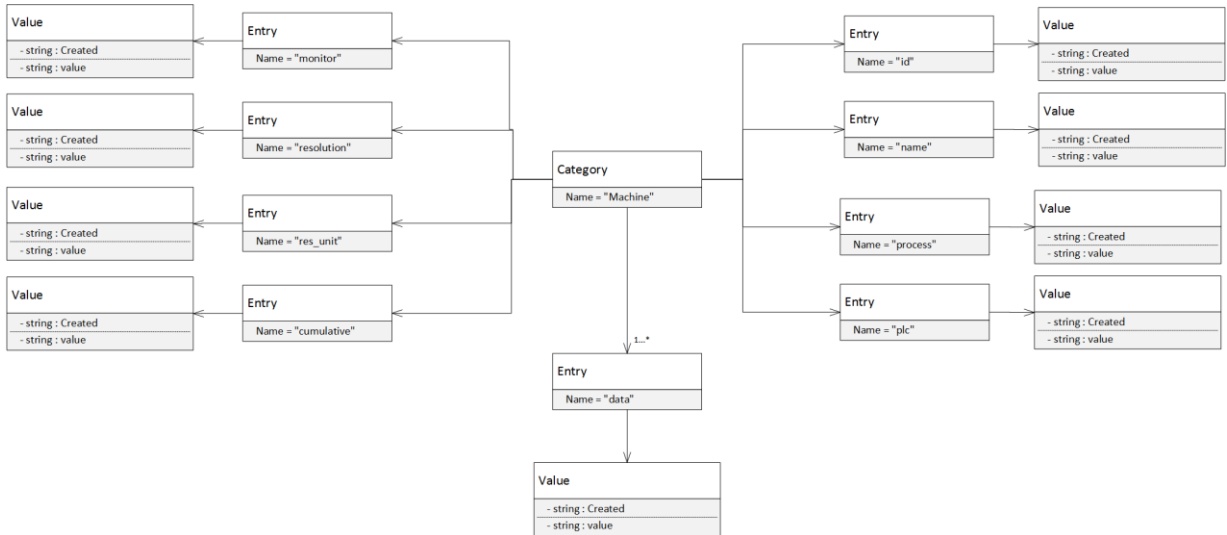 Value
- string : Created
- string : value
Entry
Name = "monitor"
Value
- string : Created
- string : value
Entry
Name = "resolution"
Value
- string : Created
- string : value
Entry
Name = "res_unit"
Value
- string : Created
- string : value
Entry
Name = "cumulative"
Category
Name = "Machine"
1...*
Entry
Name = "data"
Value
- string : Created
- string : value
Entry
Name = "id"
Value
- string : Created
- string : value
Entry
Name = "name"
Value
- string : Created
- string : value
Entry
Name = "process"
Value
- string : Created
- string : value
Entry
Name = "plc"
Value
- string : Created
- string : value